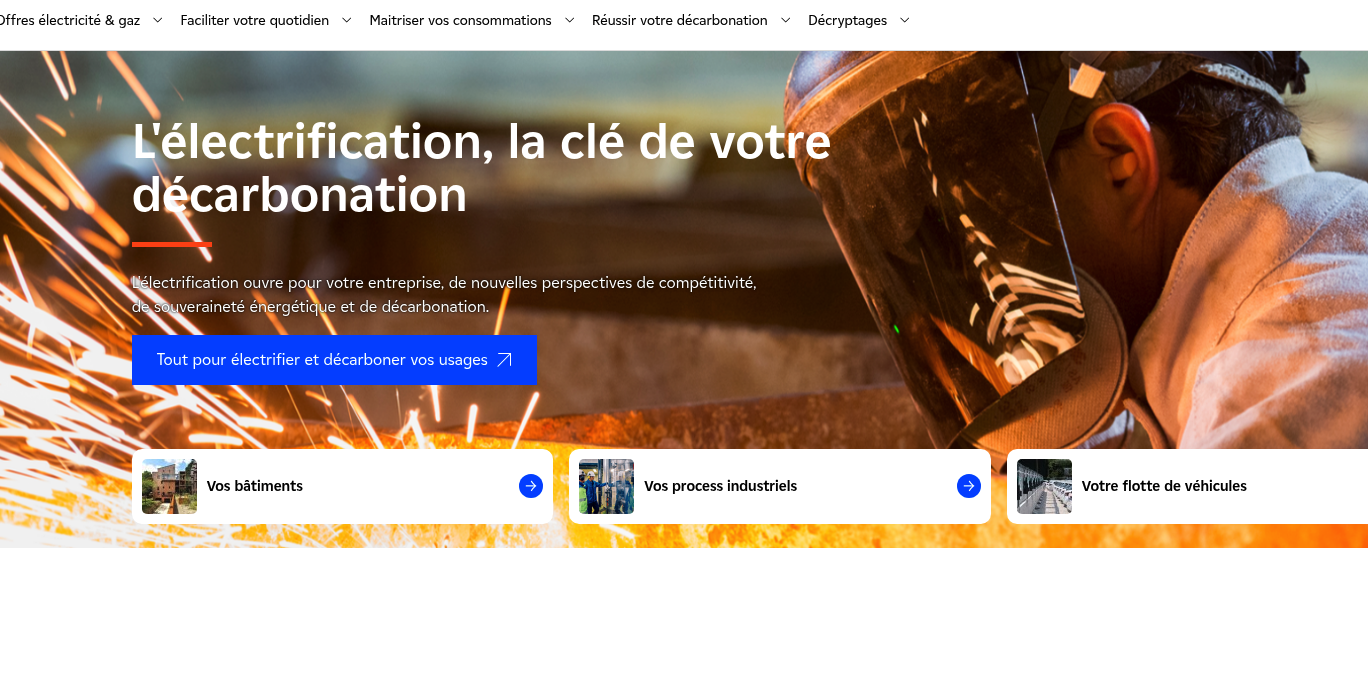 Offres électricité & gaz Faciliter votre quotidien Maitriser vos consommations Réussir votre décarbonation Décryptages
L'électrification, la clé de votre
décarbonation
L'électrification ouvre pour votre entreprise, de nouvelles perspectives de compétitivité,
de souveraineté énergétique et de décarbonation.
Tout pour électrifier et décarboner vos usages
Vos bâtiments
Vos process industriels
Votre flotte de véhicules